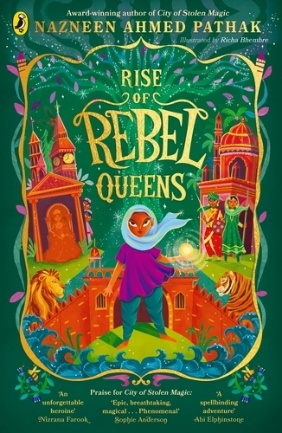 Award-winning author of City of Stolen Magic
NAZNEEN AHMED PATHAK
Illustrated by Richa Bhembre
RISE
OF
REBEL
QUEENS
Praise for City of Stolen Magic:
'An
unforgettable
heroine'
Nizrana Farook
'Epic, breathtaking,
magical . . . Phenomenal'
Sophie Anderson
'A
spellbinding
adventure'
Abi Elphinstone